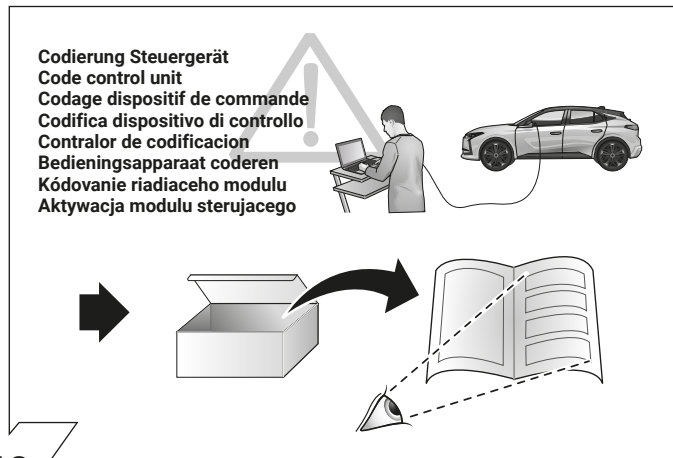 Codierung Steuergerät
Code control unit
Codage dispositif de commande
Codifica dispositivo di controllo
Contralor de codificacion
Bedieningsapparaat coderen
Kódovanie riadiaceho modulu
Aktywacja modulu sterujacego